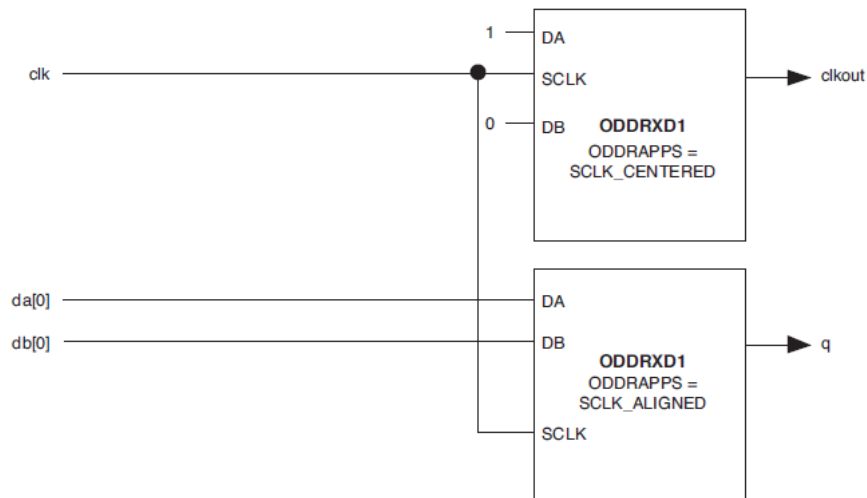 1
DA
clk
SCLK
clkout
0
DB
ODDRXD1
ODDRAPPS =
SCLK_CENTERED
da[0]
DA
db[0]
DB
q
ODDRXD1
ODDRAPPS =
SCLK_ALIGNED
SCLK